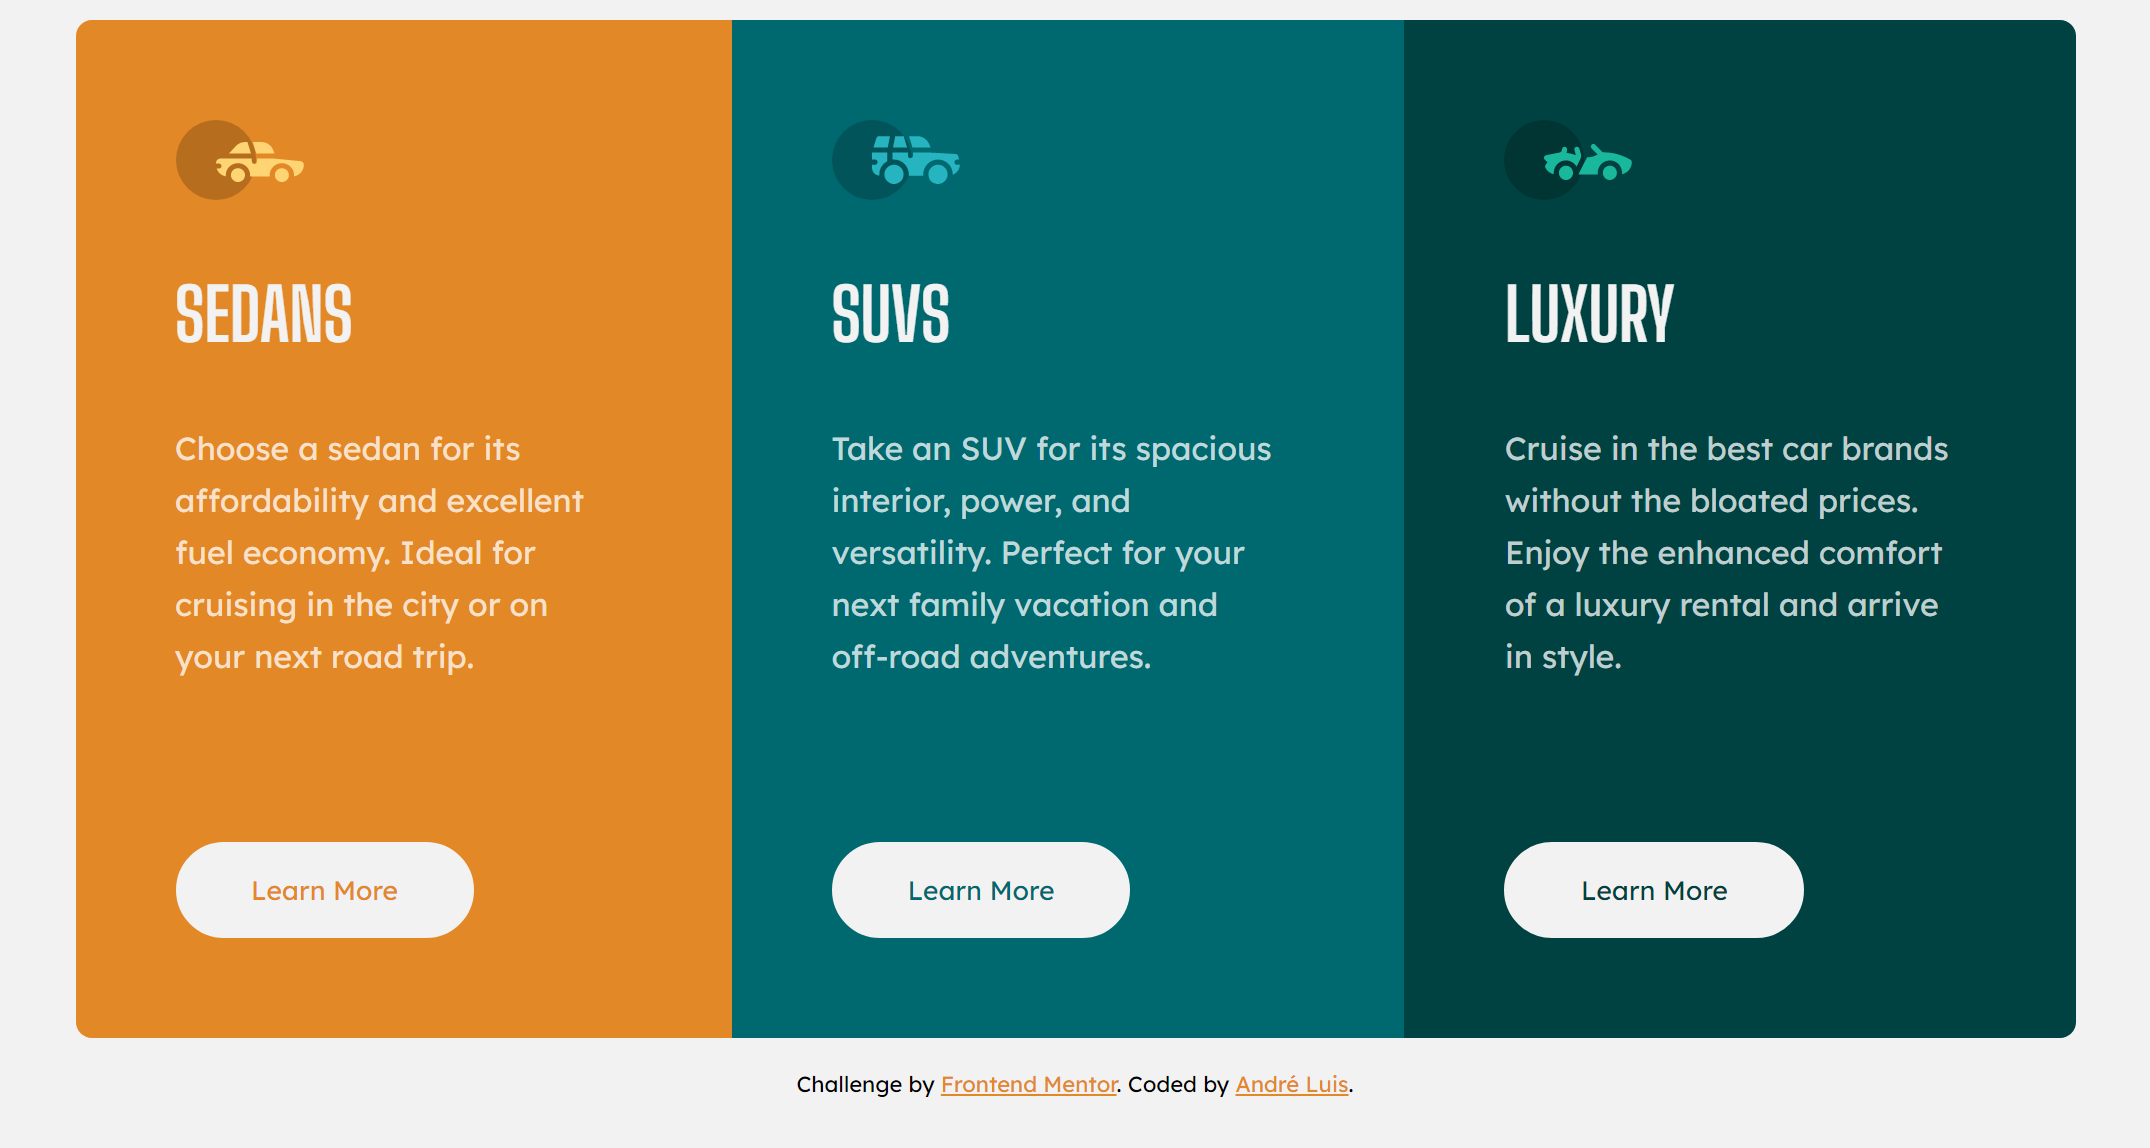 SEDANS
Choose a sedan for its
affordability and excellent
fuel economy. Ideal for
cruising in the city or on
your next road trip.
Learn More
SUVS
Take an SUV for its spacious
interior, power, and
versatility. Perfect for your
next family vacation and
off-road adventures.
Learn More
LUXURY
Cruise in the best car brands
without the bloated prices.
Enjoy the enhanced comfort
of a luxury rental and arrive
in style.
Learn More
Challenge by Frontend Mentor. Coded by André Luis.